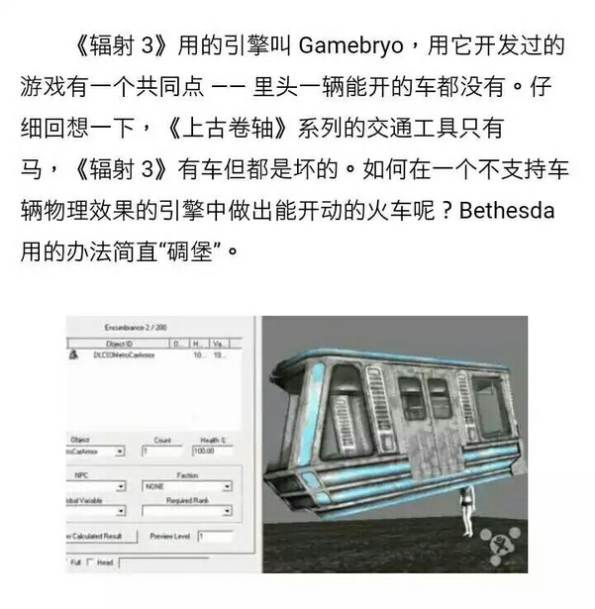 《辐射 3》用的引擎叫 Gamebryo，用它开发过的
游戏有一个共同点 —— 里头一辆能开的车都没有。仔
细回想一下，《上古卷轴》系列的交通工具只有
马，《辐射 3》有车但都是坏的。如何在一个不支持车
辆物理效果的引擎中做出能开动的火车呢？Bethesda
用的办法简直“碉堡”。
Encumbrance 2 / 200
Object ID O... H... Va...
DLC03MetroCarArmor 10... 10...
Object Count Health %
roCarArmor 1 100.00
NPC Faction
NONE
bal Variable Required Rank
w Calculated Result Preview Level 1
Full Head